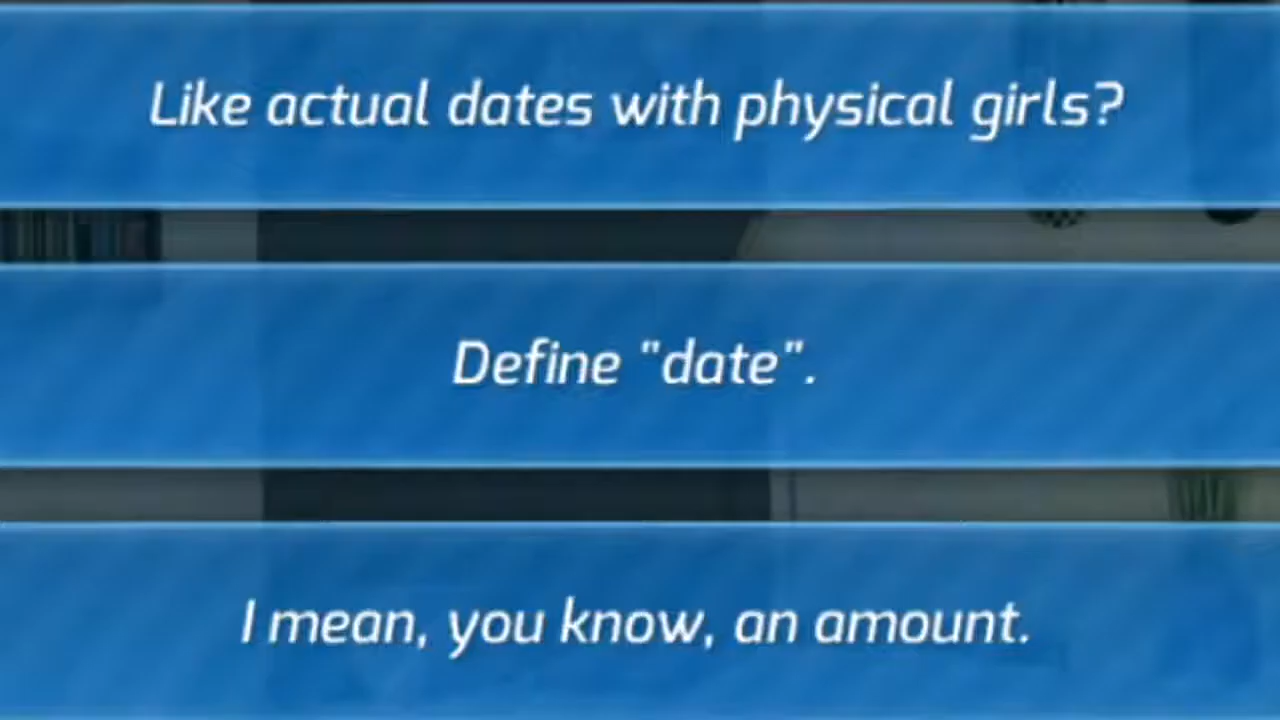 Like actual dates with physical girls?
Define "date".
I mean, you know, an amount.